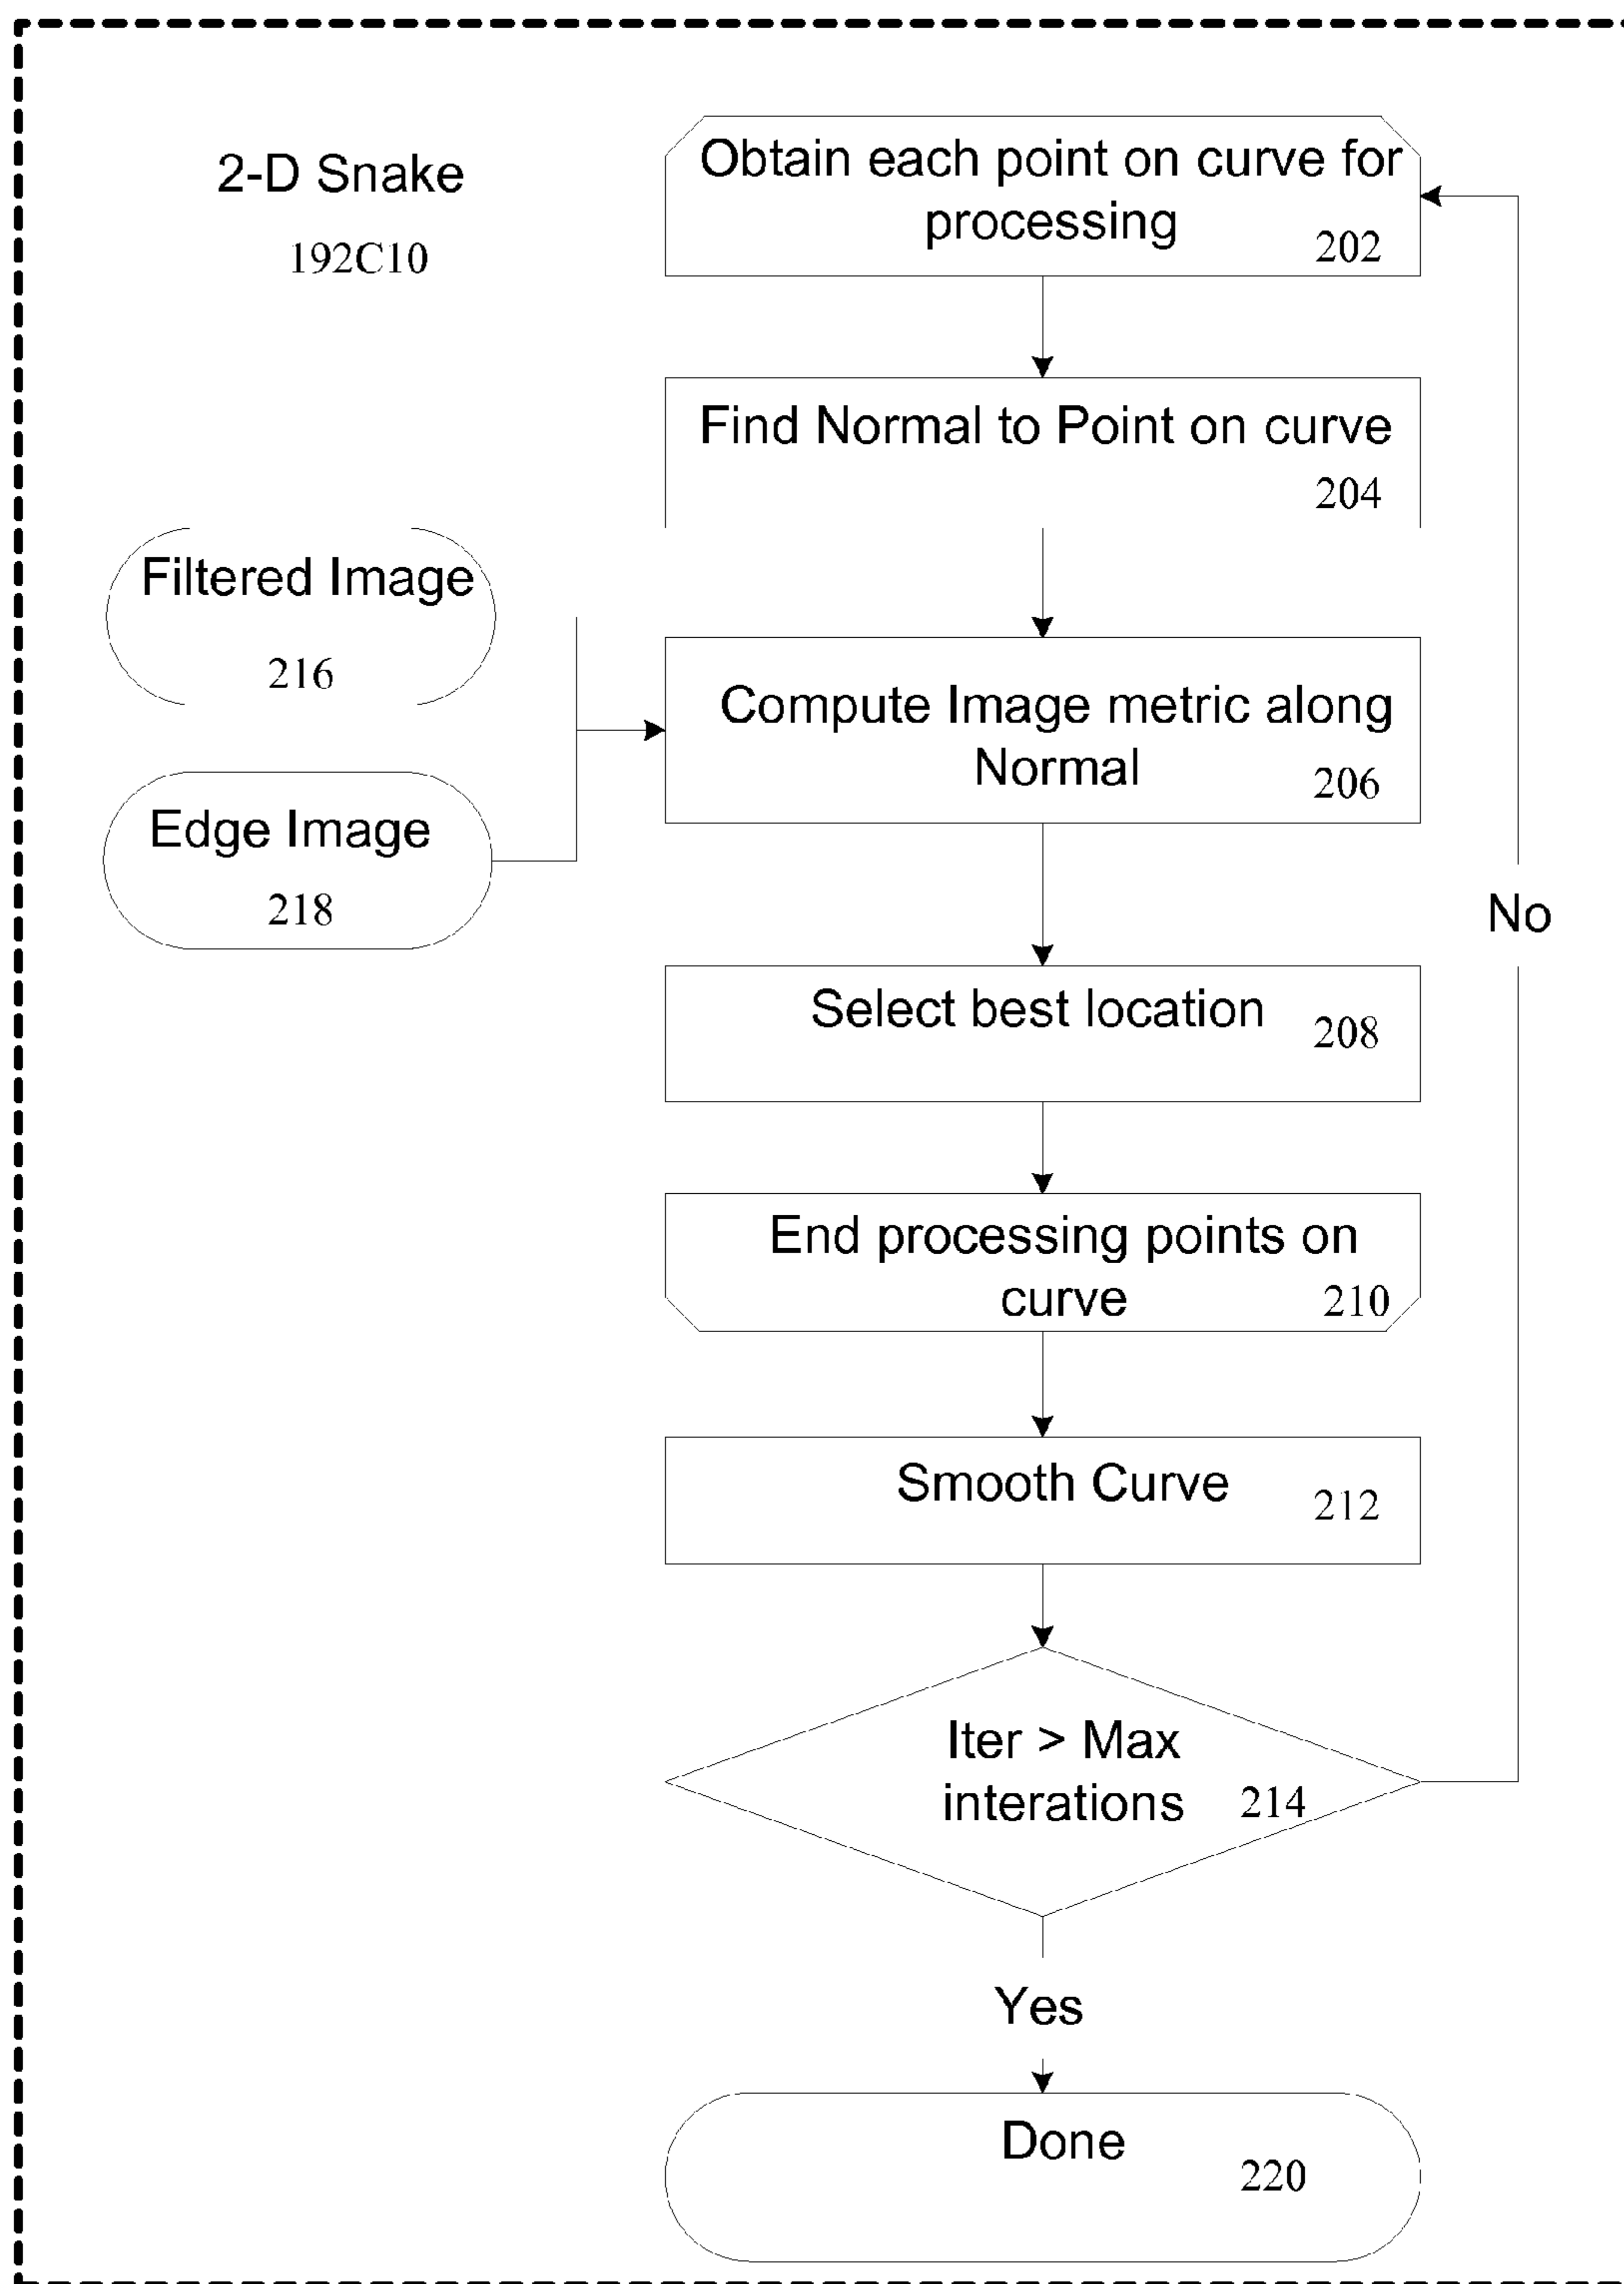 2-D Snake
192C10
Obtain each point on curve for
processing 202
Find Normal to Point on curve
204
Filtered Image
216
Edge Image
218
Compute Image metric along
Normal 206
Select best location 208
No
End processing points on
curve 210
Smooth Curve 212
Iter > Max
interations 214
Yes
Done
220